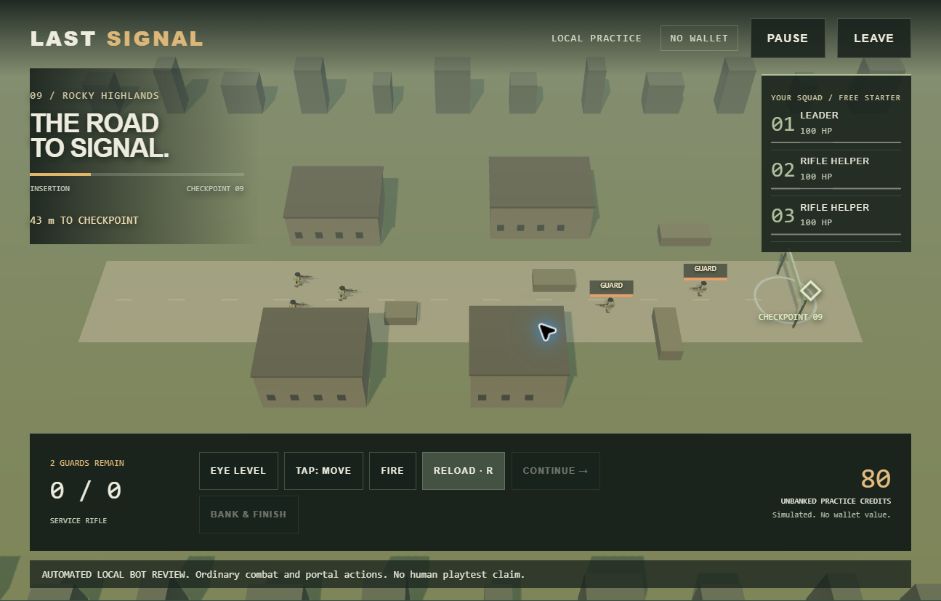 LAST SIGNAL
LOCAL PRACTICE
NO WALLET
PAUSE
LEAVE
09 / ROCKY HIGHLANDS
THE ROAD
TO SIGNAL.
INSERTION
CHECKPOINT 09
43 m TO CHECKPOINT
YOUR SQUAD / FREE STARTER
01 LEADER
100 HP
02 RIFLE HELPER
100 HP
03 RIFLE HELPER
100 HP
GUARD
GUARD
CHECKPOINT 09
2 GUARDS REMAIN
0 / 0
SERVICE RIFLE
EYE LEVEL
TAP: MOVE
FIRE
RELOAD · R
CONTINUE →
BANK & FINISH
80
UNBANKED PRACTICE CREDITS
Simulated. No wallet value.
AUTOMATED LOCAL BOT REVIEW. Ordinary combat and portal actions. No human playtest claim.